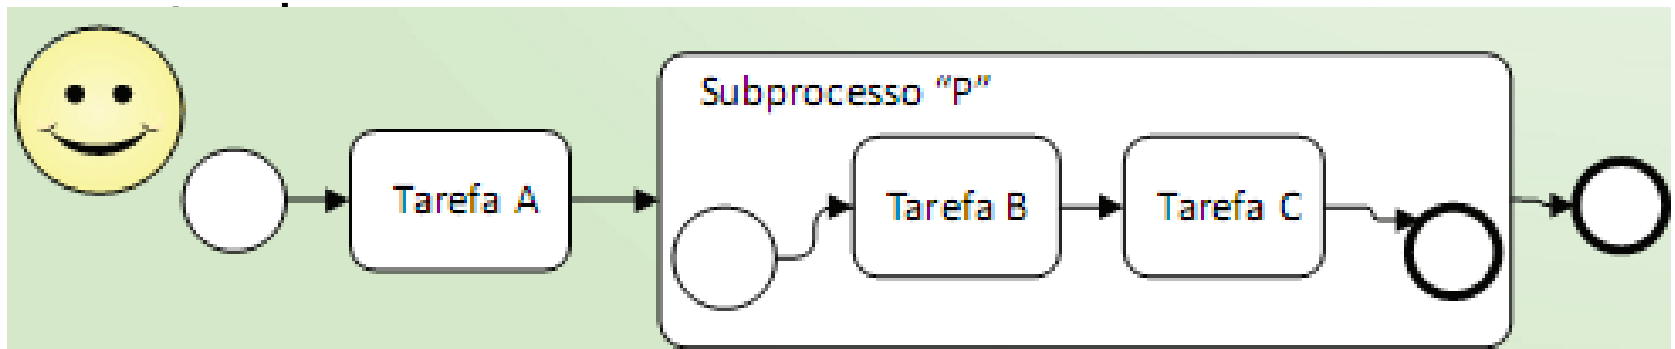 Subprocesso “P”
Tarefa A
Tarefa B
Tarefa C